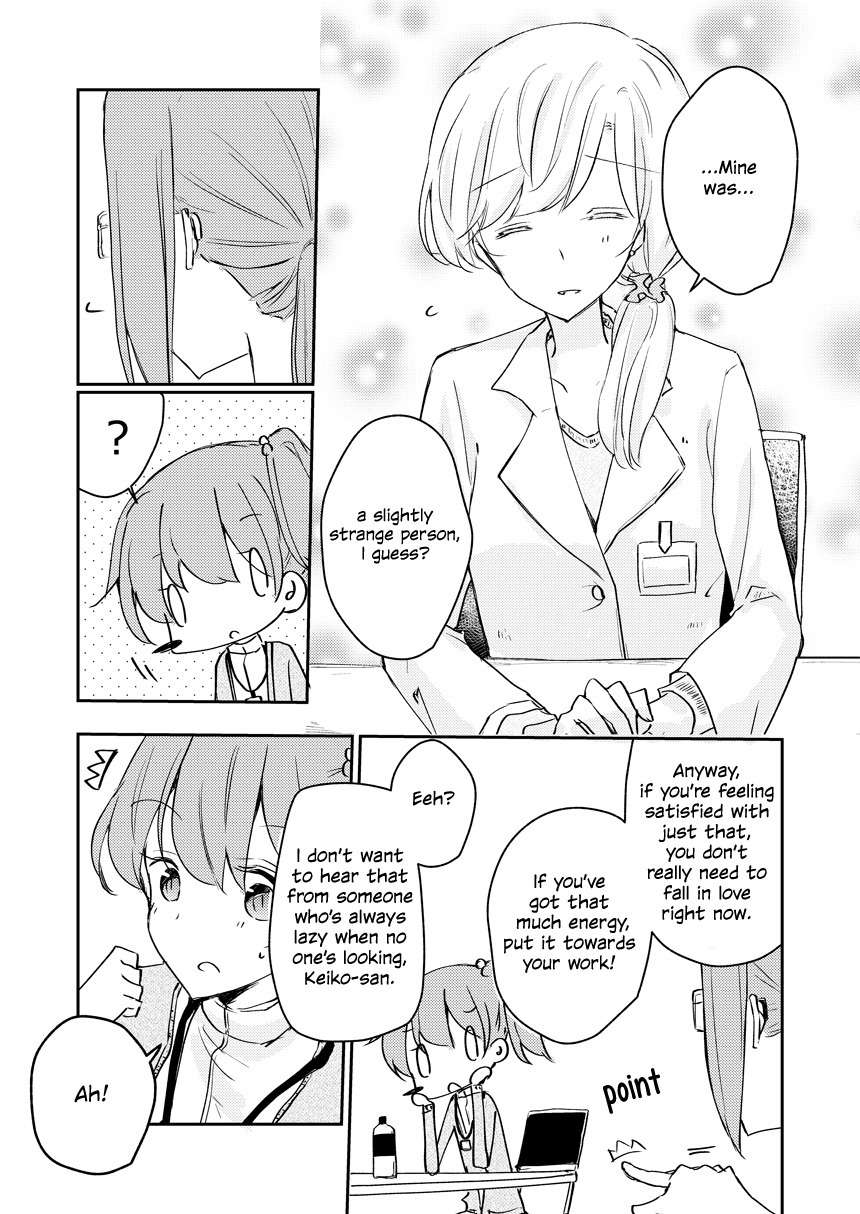 ...Mine
was...
a slightly
strange person,
I guess?
?
Anyway,
if you're feeling
satisfied with
just that,
you don't
really need to
fall in love
right now.
If you've
got that
much energy,
put it towards
your work!
point
Eeh?
I don't want
to hear that
from someone
who's always
lazy when no
one's looking,
Keiko-san.
Ah!